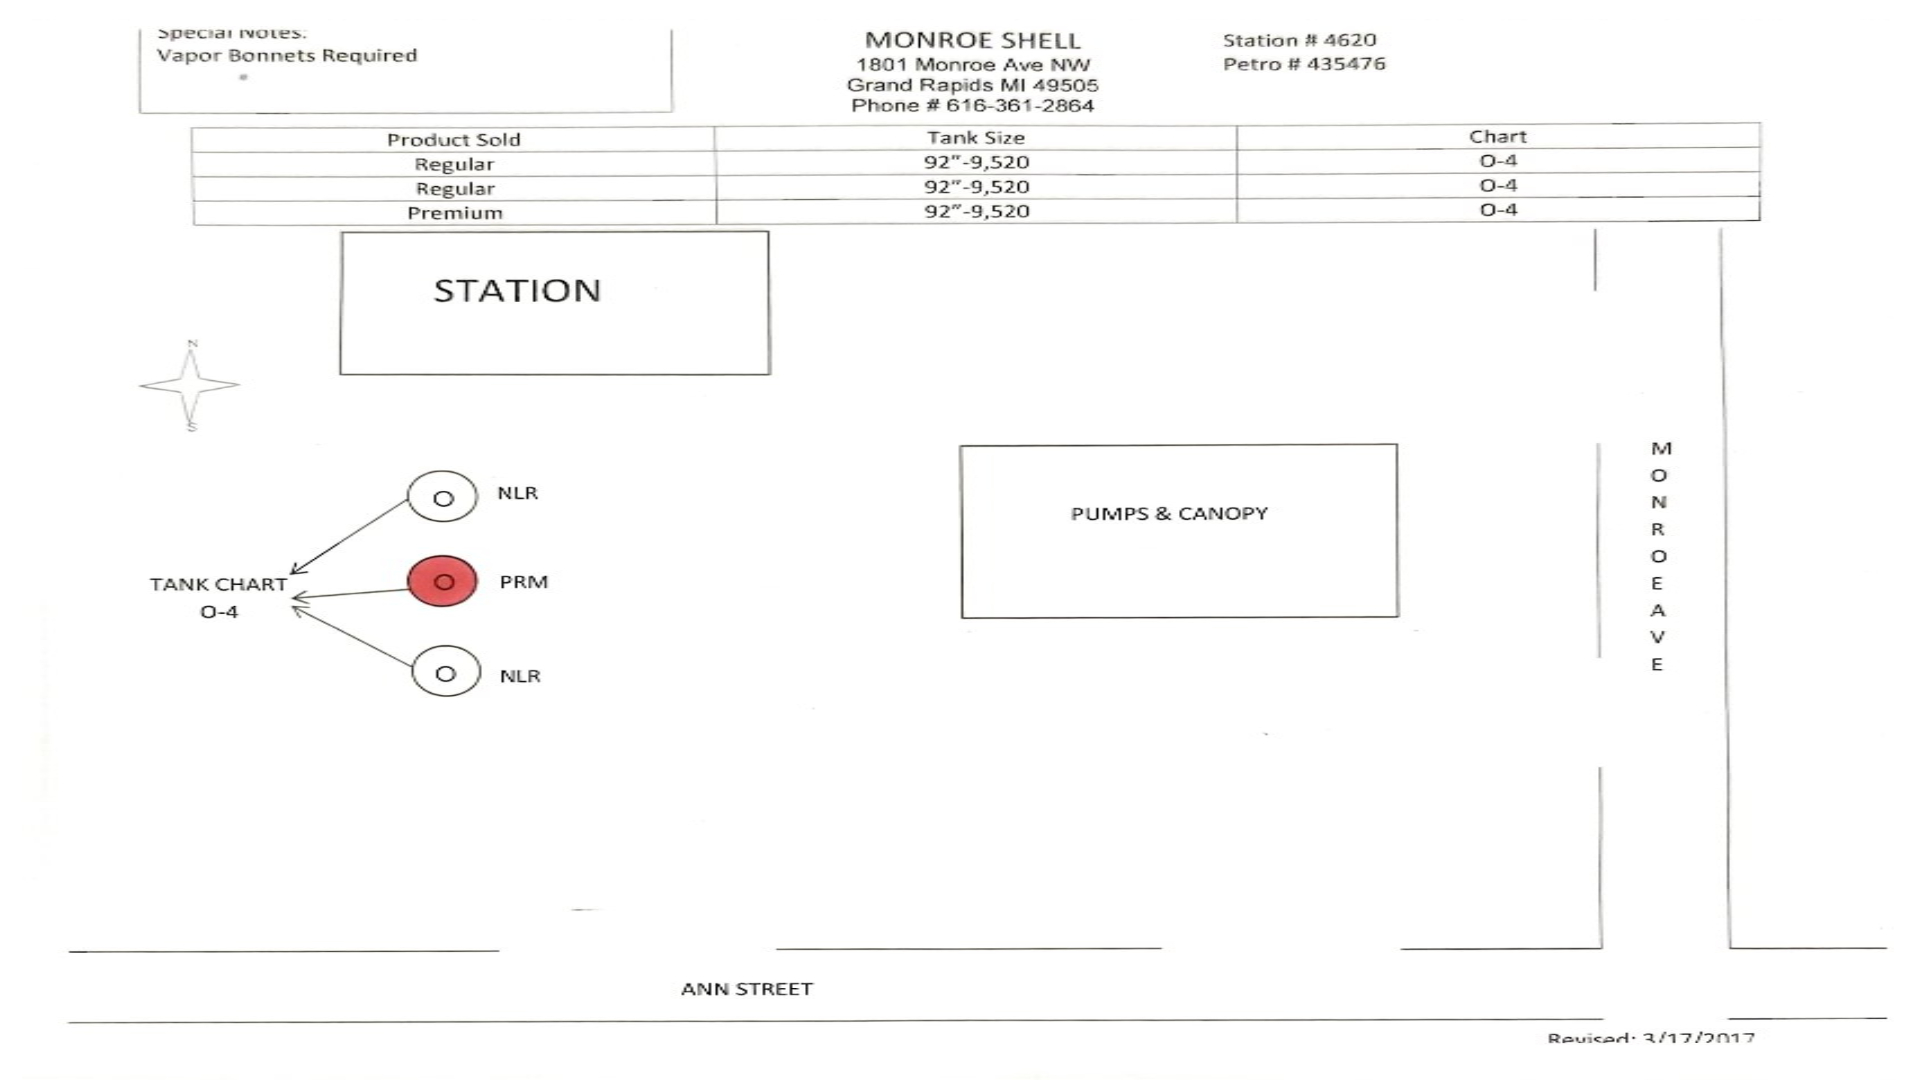 Special Notes:
Vapor Bonnets Required
MONROE SHELL
1801 Monroe Ave NW
Grand Rapids MI 49505
Phone # 616-361-2864
Station # 4620
Petro # 435476
Product Sold Tank Size Chart
Regular 92"-9,520 O-4
Regular 92"-9,520 O-4
Premium 92"-9,520 O-4
STATION
N
S
O NLR
O PRM
O NLR
TANK CHART
O-4
PUMPS & CANOPY
MONROE AVE
ANN STREET
Revised: 3/17/2017